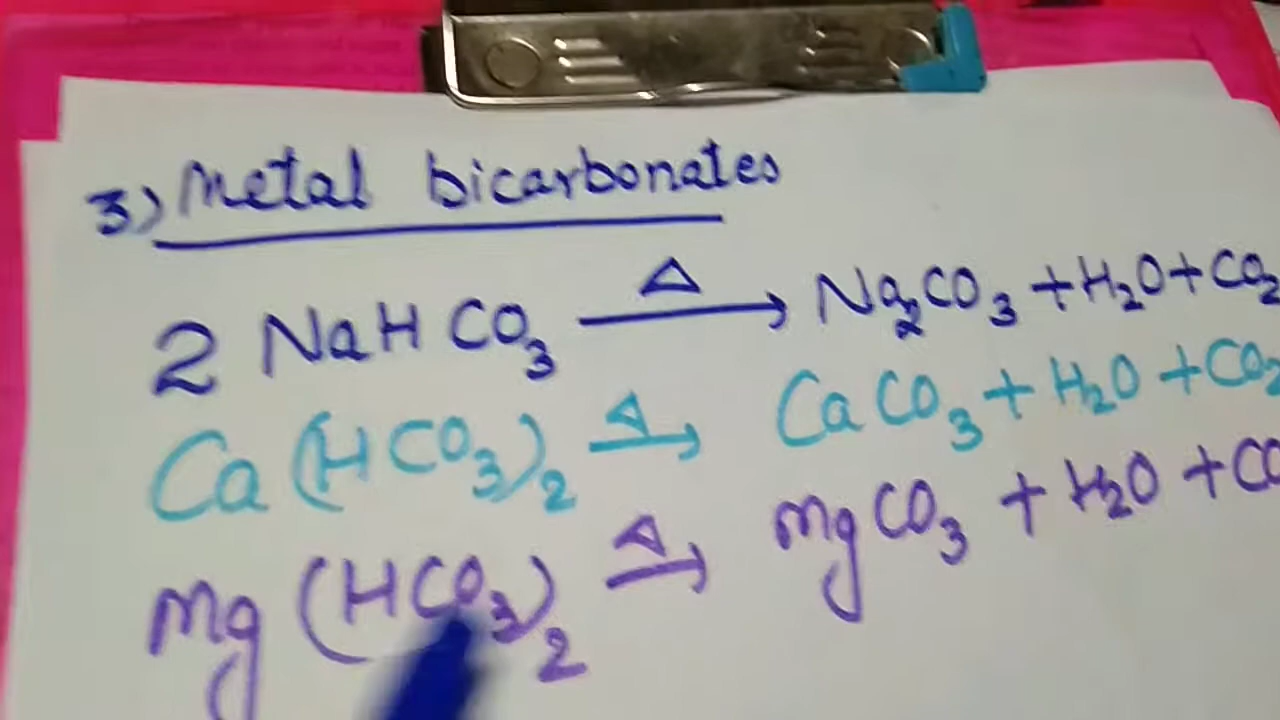 3) Metal bicarbonates
2 NaHCO₃ —Δ→ Na₂CO₃ + H₂O + CO₂
Ca(HCO₃)₂ —Δ→ CaCO₃ + H₂O + CO₂
Mg(HCO₃)₂ —Δ→ MgCO₃ + H₂O + CO